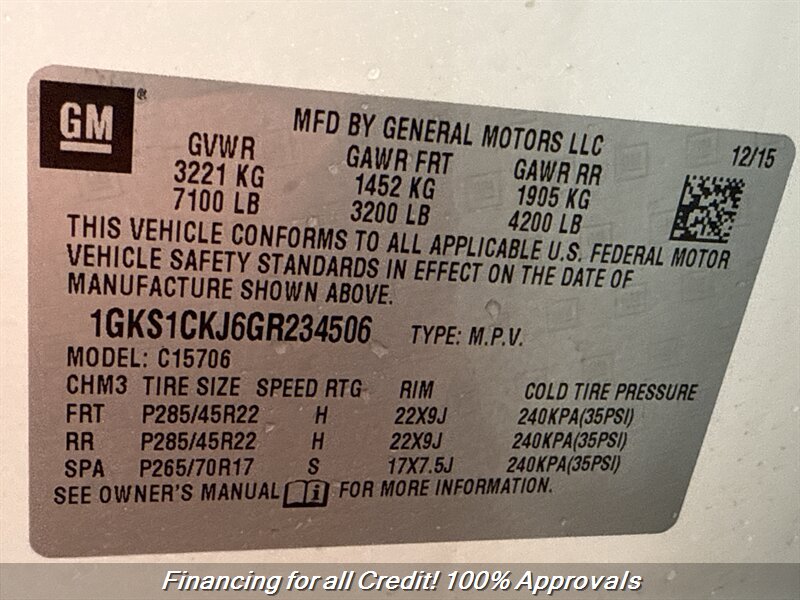 GM
MFD BY GENERAL MOTORS LLC
12/15
GVWR GAWR FRT GAWR RR
3221 KG 1452 KG 1905 KG
7100 LB 3200 LB 4200 LB
THIS VEHICLE CONFORMS TO ALL APPLICABLE U.S. FEDERAL MOTOR
VEHICLE SAFETY STANDARDS IN EFFECT ON THE DATE OF
MANUFACTURE SHOWN ABOVE.
1GKS1CKJ6GR234506 TYPE: M.P.V.
MODEL: C15706
CHM3 TIRE SIZE SPEED RTG RIM COLD TIRE PRESSURE
FRT P285/45R22 H 22X9J 240KPA(35PSI)
RR P285/45R22 H 22X9J 240KPA(35PSI)
SPA P265/70R17 S 17X7.5J 240KPA(35PSI)
SEE OWNER'S MANUAL FOR MORE INFORMATION.
Financing for all Credit! 100% Approvals